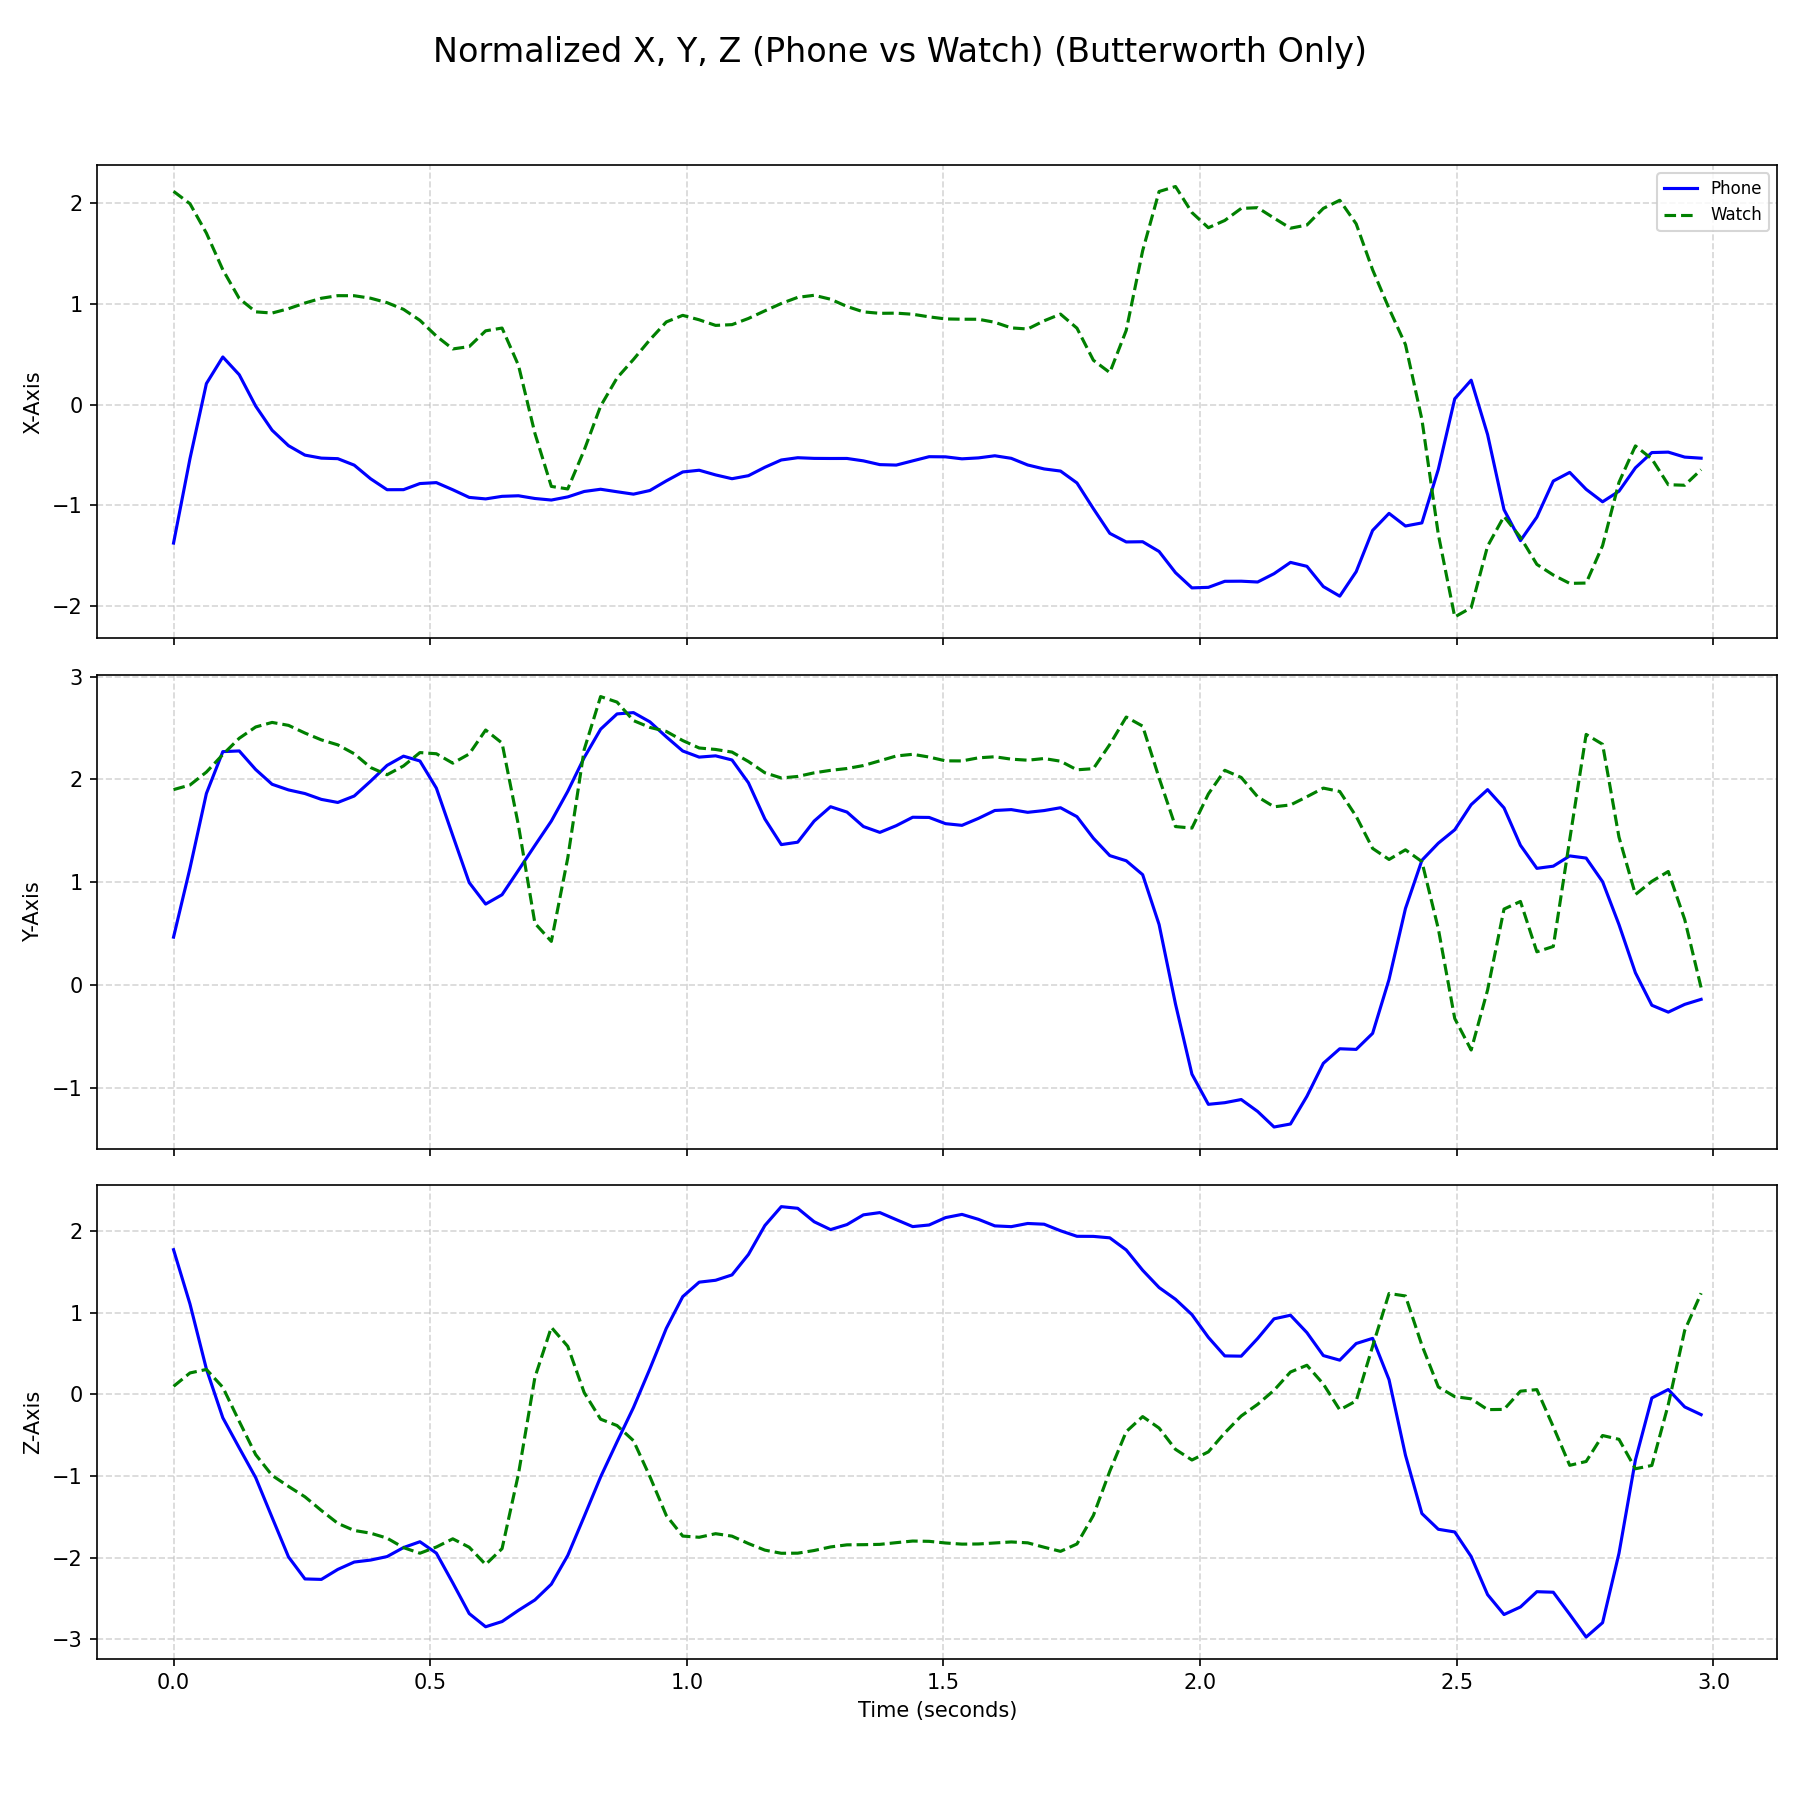 Normalized X, Y, Z (Phone vs Watch) (Butterworth Only)
Phone
Watch
X-Axis
2
1
0
−1
−2
Y-Axis
3
2
1
0
−1
Z-Axis
2
1
0
−1
−2
−3
0.0 0.5 1.0 1.5 2.0 2.5 3.0
Time (seconds)